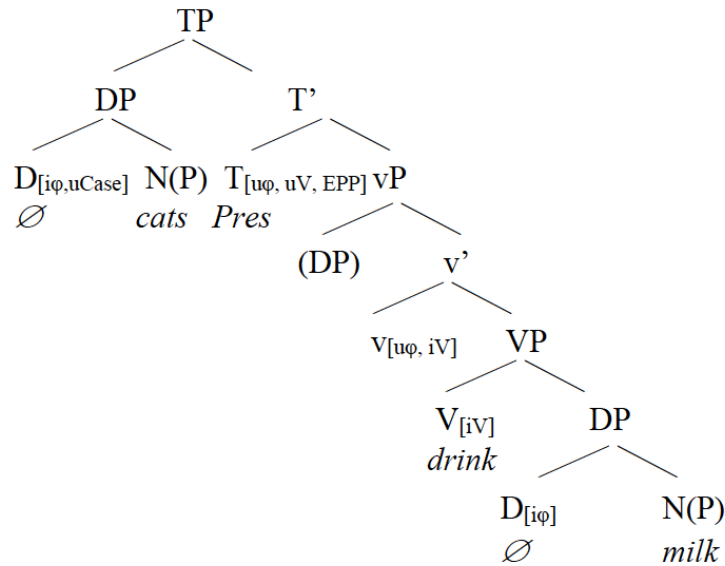 TP
DP T’
D[iφ,uCase] N(P) T[uφ, uV, EPP] vP
∅ cats Pres
(DP) v’
v[uφ, iV] VP
V[iV] DP
drink
D[iφ] N(P)
∅ milk